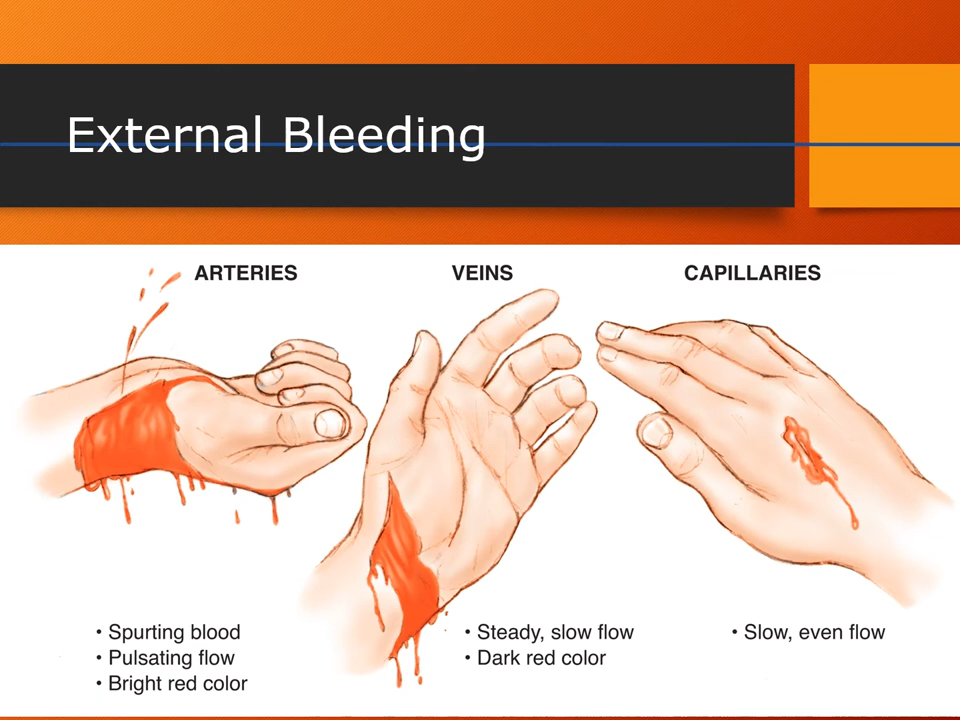 External Bleeding
ARTERIES
VEINS
CAPILLARIES
• Spurting blood
• Pulsating flow
• Bright red color
• Steady, slow flow
• Dark red color
• Slow, even flow